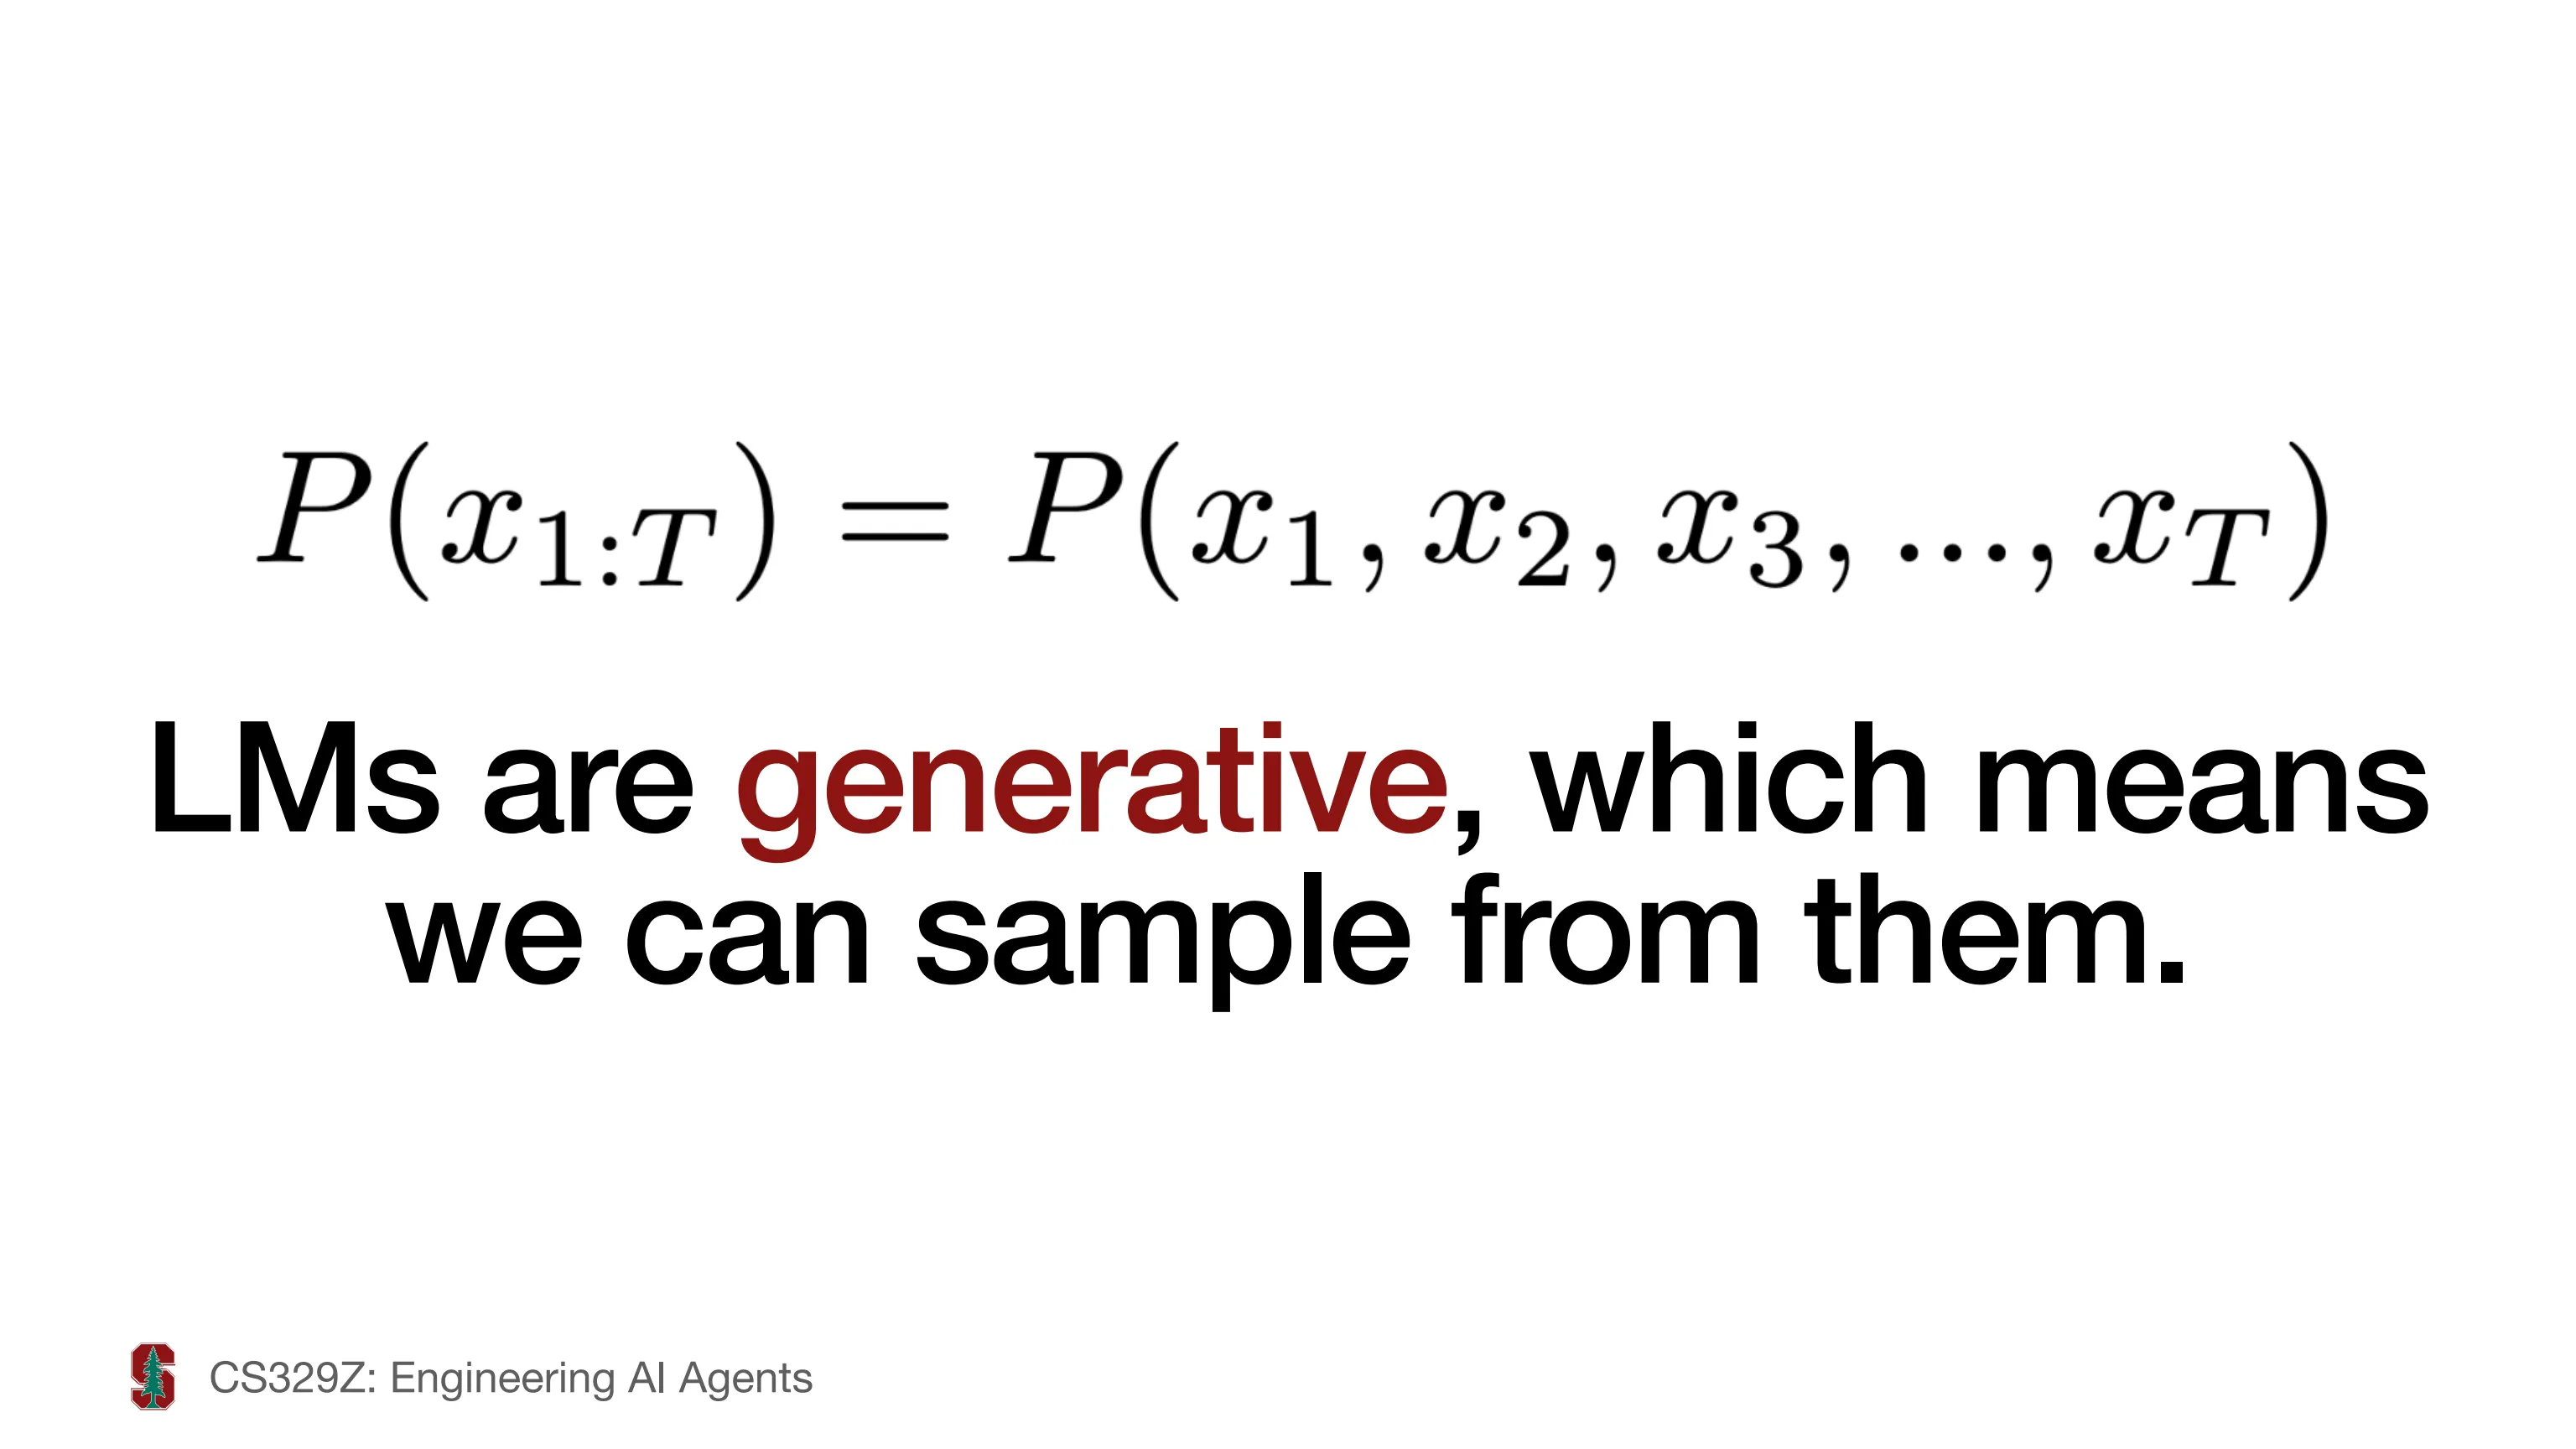 P(x_{1:T}) = P(x_1, x_2, x_3, ..., x_T)
LMs are generative, which means
we can sample from them.
S
CS329Z: Engineering AI Agents